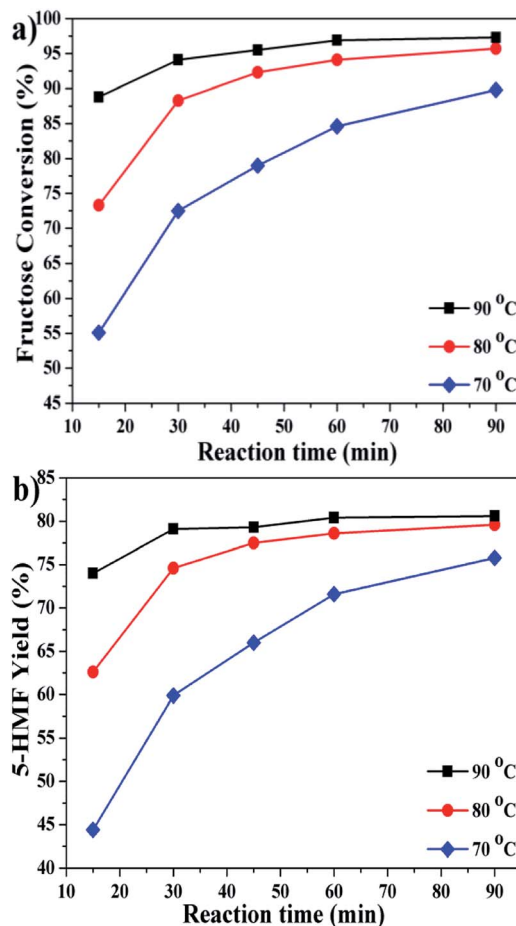 a)
Fructose Conversion (%)
100
95
90
85
80
75
70
65
60
55
50
45
90 °C
80 °C
70 °C
10 20 30 40 50 60 70 80 90
Reaction time (min)
b)
5-HMF Yield (%)
85
80
75
70
65
60
55
50
45
40
90 °C
80 °C
70 °C
10 20 30 40 50 60 70 80 90
Reaction time (min)